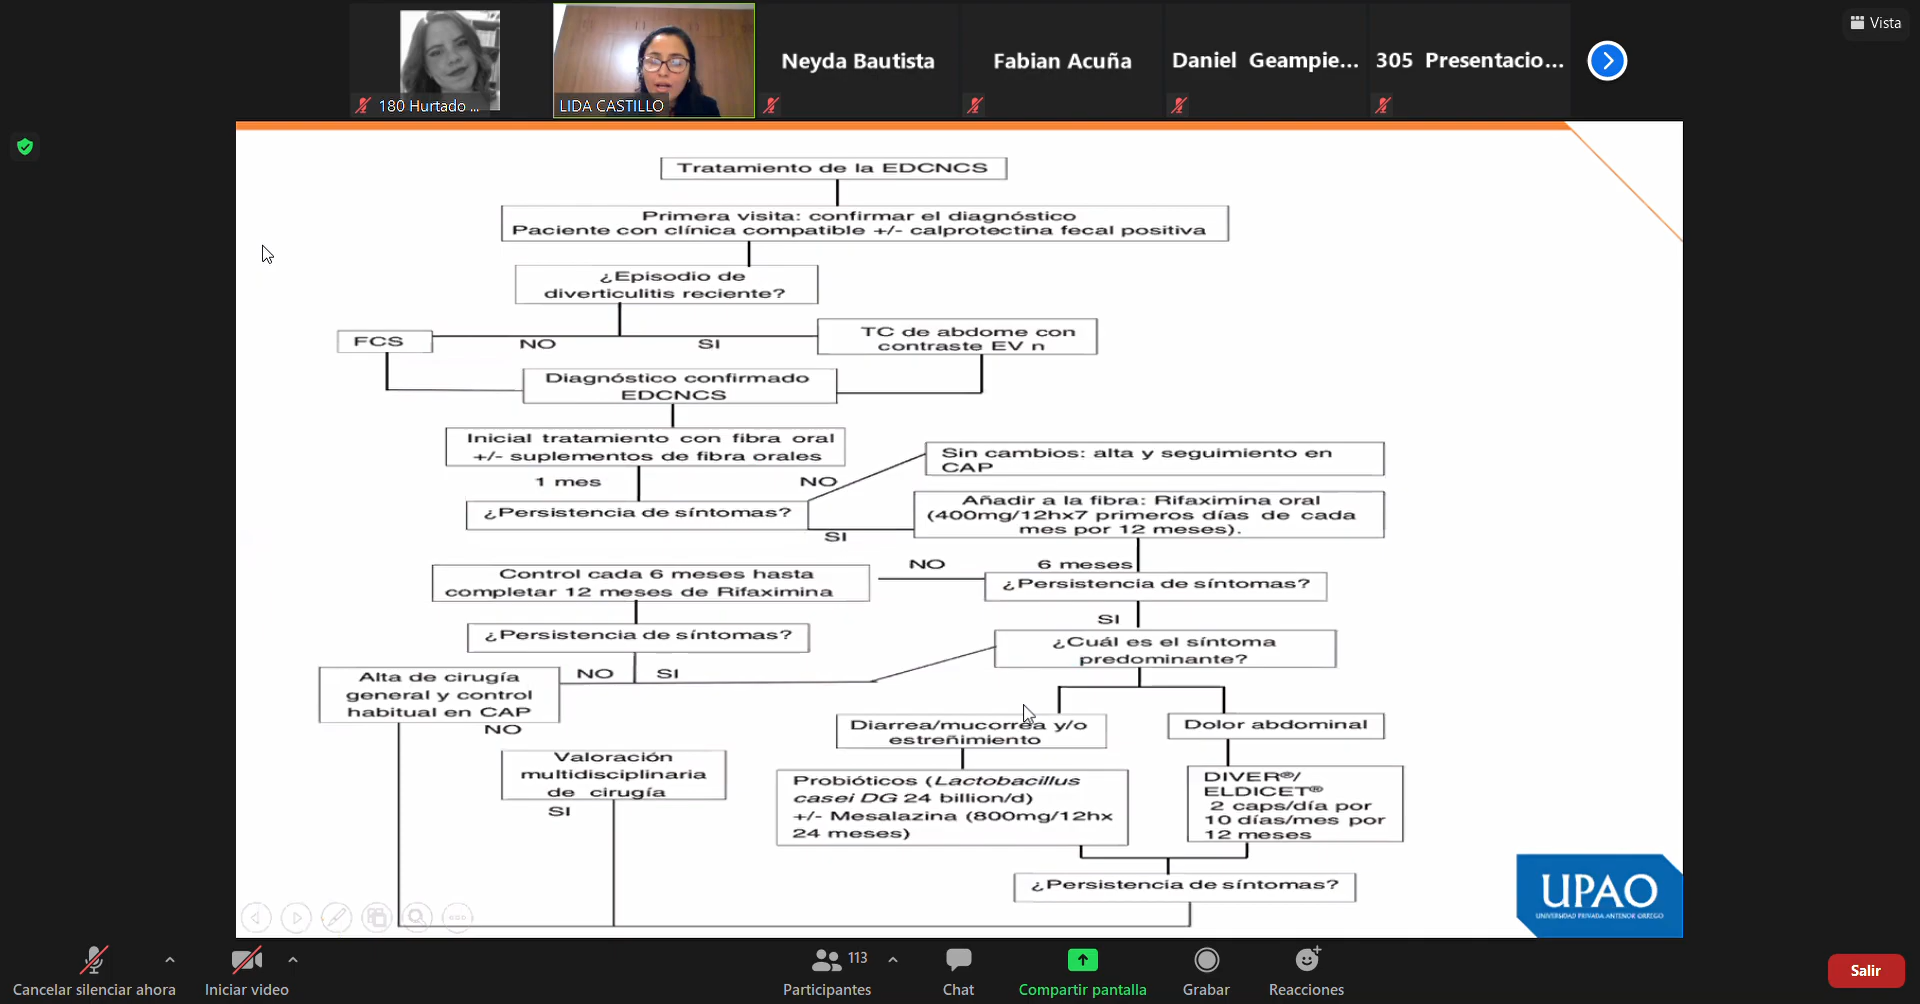 Vista
180 Hurtado ...
LIDA CASTILLO
Neyda Bautista
Fabian Acuña
Daniel Geampie...
305 Presentacio...
Tratamiento de la EDCNCS
Primera visita: confirmar el diagnóstico
Paciente con clínica compatible +/- calprotectina fecal positiva
¿Episodio de
diverticulitis reciente?
FCS
NO
SI
TC de abdome con
contraste EV n
Diagnóstico confirmado
EDCNCS
Inicial tratamiento con fibra oral
+/- suplementos de fibra orales
1 mes
NO
Sin cambios: alta y seguimiento en
CAP
¿Persistencia de síntomas?
SI
Añadir a la fibra: Rifaximina oral
(400mg/12hx7 primeros días de cada
mes por 12 meses).
NO
6 meses
Control cada 6 meses hasta
completar 12 meses de Rifaximina
¿Persistencia de síntomas?
SI
¿Persistencia de síntomas?
¿Cuál es el síntoma
predominante?
NO
SI
Alta de cirugía
general y control
habitual en CAP
NO
Diarrea/mucorrea y/o
estreñimiento
Dolor abdominal
Valoración
multidisciplinaria
de cirugía
SI
Probióticos (Lactobacillus
casei DG 24 billion/d)
+/- Mesalazina (800mg/12hx
24 meses)
DIVER®/
ELDICET®
2 caps/día por
10 días/mes por
12 meses
¿Persistencia de síntomas?
UPAO
UNIVERSIDAD PRIVADA ANTENOR ORREGO
Cancelar silenciar ahora
Iniciar video
113
Participantes
Chat
Compartir pantalla
Grabar
Reacciones
Salir